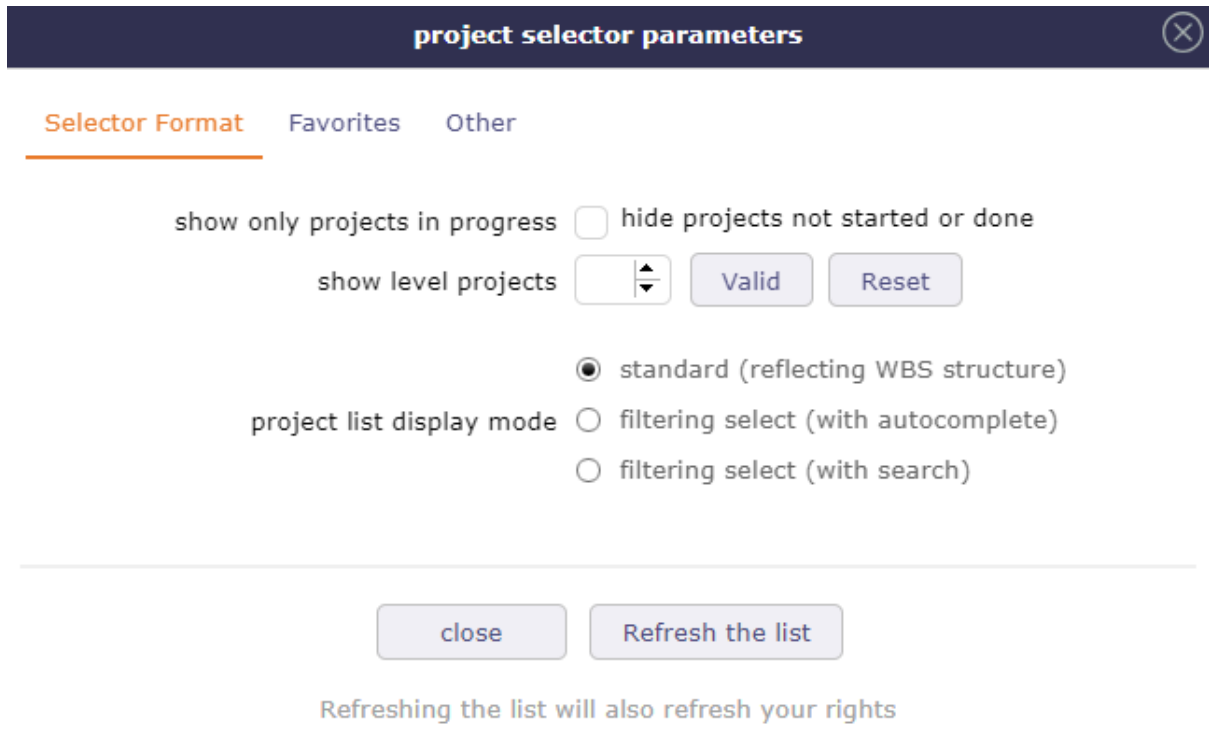 project selector parameters
Selector Format Favorites Other
show only projects in progress hide projects not started or done
show level projects Valid Reset
standard (reflecting WBS structure)
project list display mode filtering select (with autocomplete)
filtering select (with search)
close Refresh the list
Refreshing the list will also refresh your rights